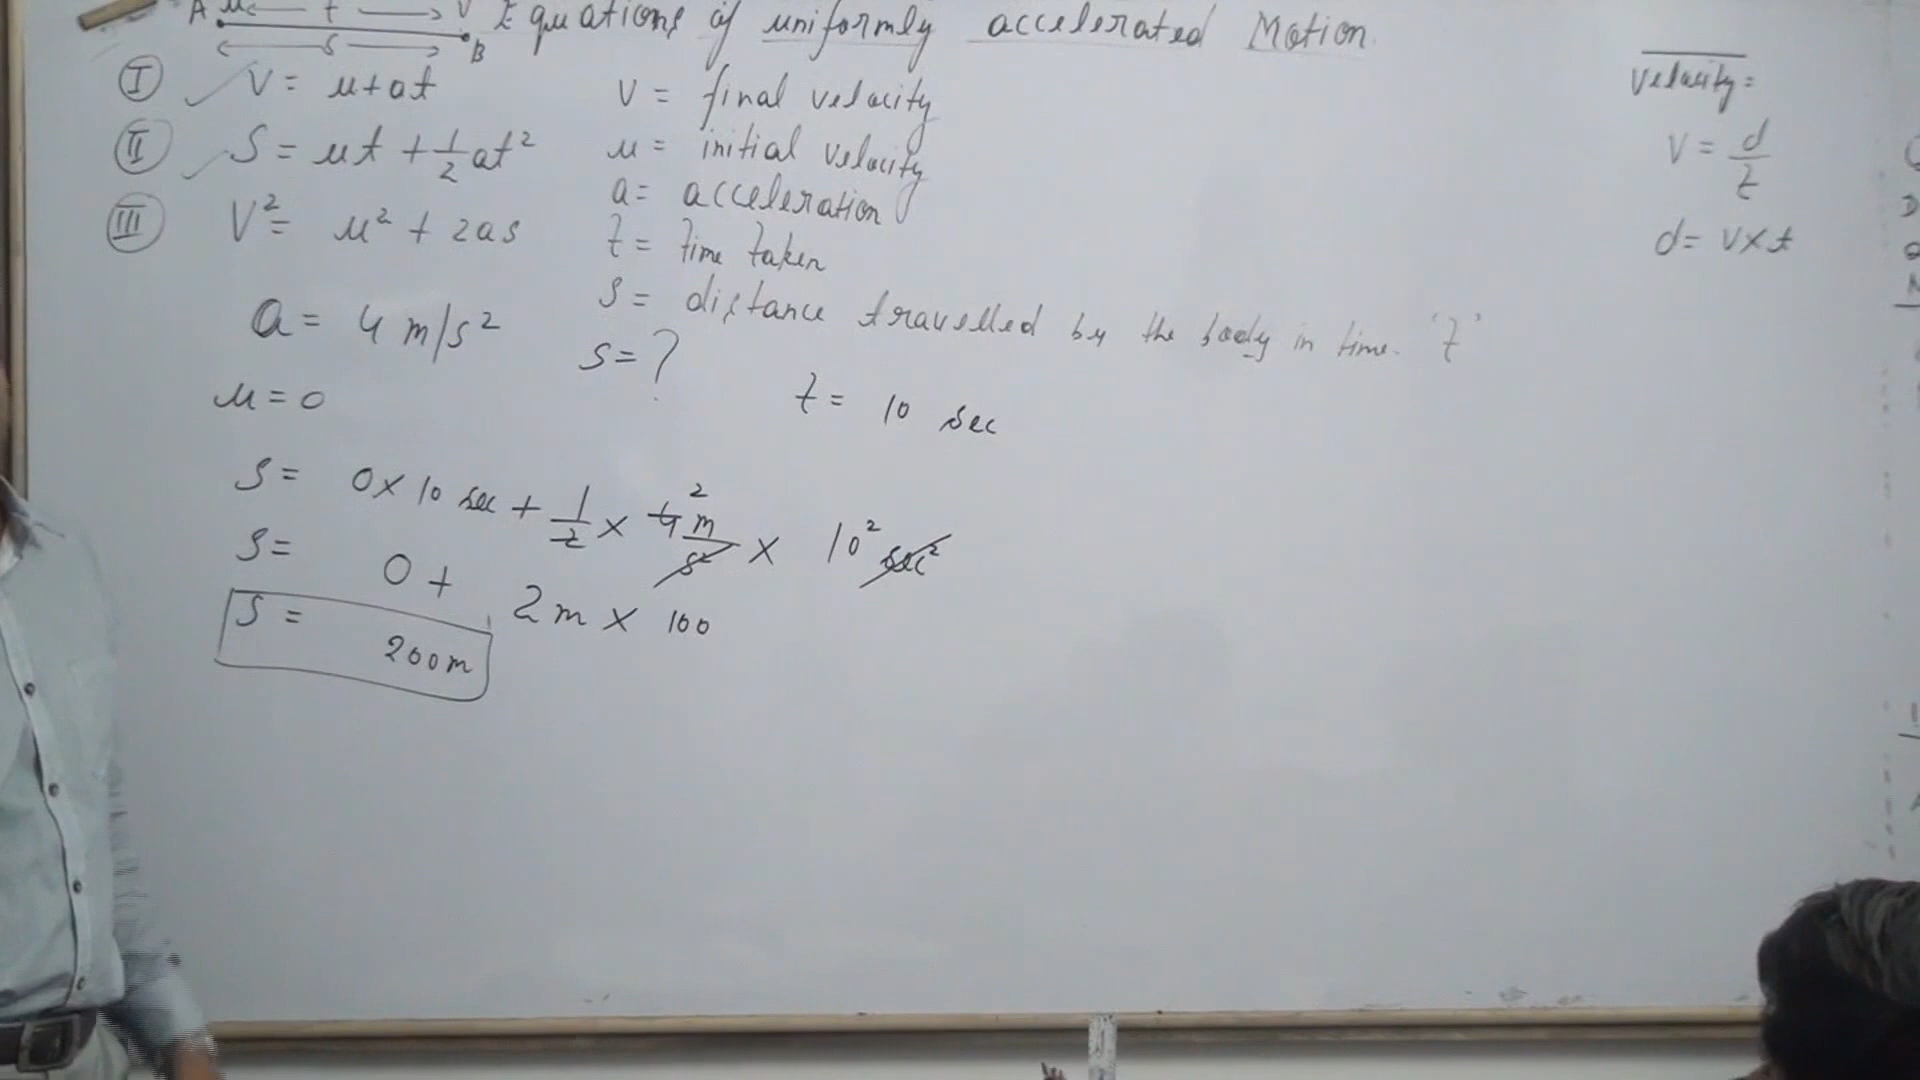 A u t v Equations of uniformly accelerated Motion
s B
I v = u+at
II S = ut + 1/2 at²
III V² = u² + 2as
v = final velocity
u = initial velocity
a = acceleration
t = Time taken
S = distance travelled by the body in time 't'
a = 4 m/s² s = ?
u = 0 t = 10 sec
S = 0 × 10 sec + 1/2 × 4 2 m/s² × 10² sec²
S = 0 + 2m × 100
S = 200m
Velocity =
V = d/t
d = v × t